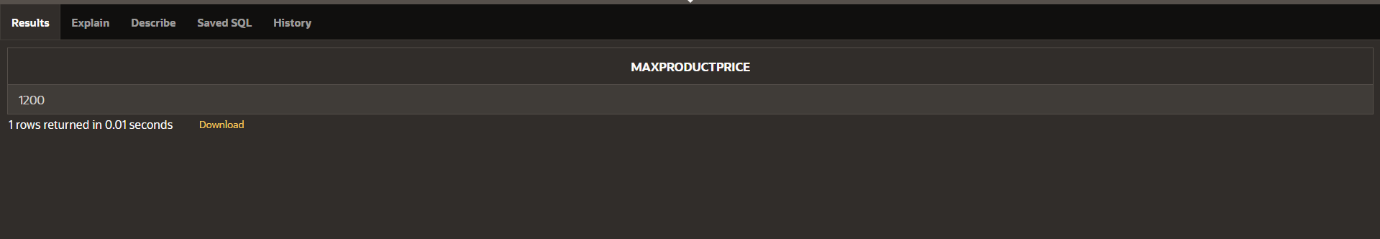 Results Explain Describe Saved SQL History
MAXPRODUCTPRICE
1200
1 rows returned in 0.01 seconds Download